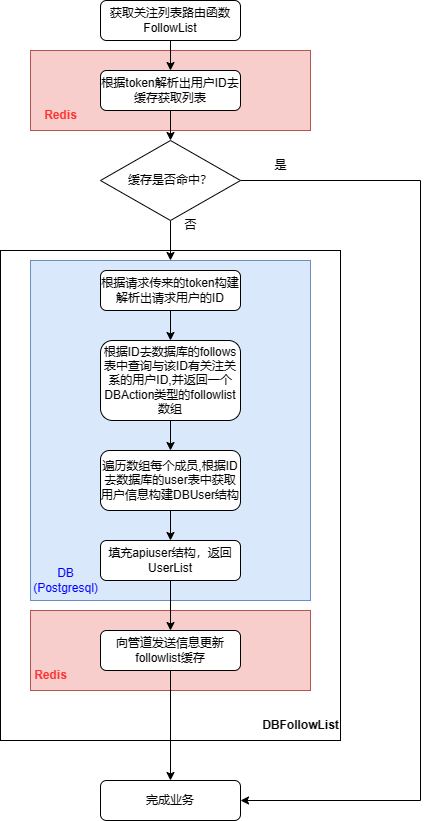 获取关注列表路由函数
FollowList
根据token解析出用户ID去
缓存获取列表
Redis
缓存是否命中?
是
否
根据请求传来的token构建
解析出请求用户的ID
根据ID去数据库的follows
表中查询与该ID有关注关
系的用户ID,并返回一个
DBAction类型的followlist
数组
遍历数组每个成员,根据ID
去数据库的user表中获取
用户信息构建DBUser结构
填充apiuser结构，返回
UserList
DB
(Postgresql)
向管道发送信息更新
followlist缓存
Redis
DBFollowList
完成业务